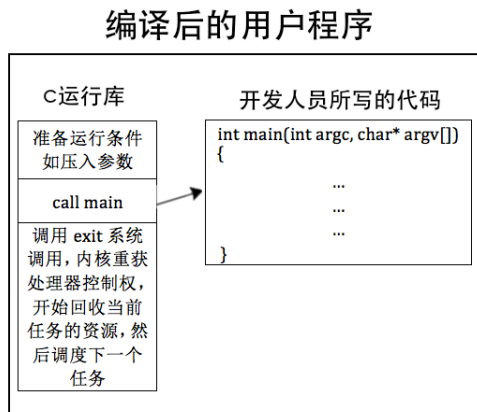 编译后的用户程序
C运行库
准备运行条件
如压入参数
call main
调用 exit 系统
调用，内核重获
处理器控制权，
开始回收当前
任务的资源，然
后调度下一个
任务
开发人员所写的代码
int main(int argc, char* argv[])
{
...
...
...
}